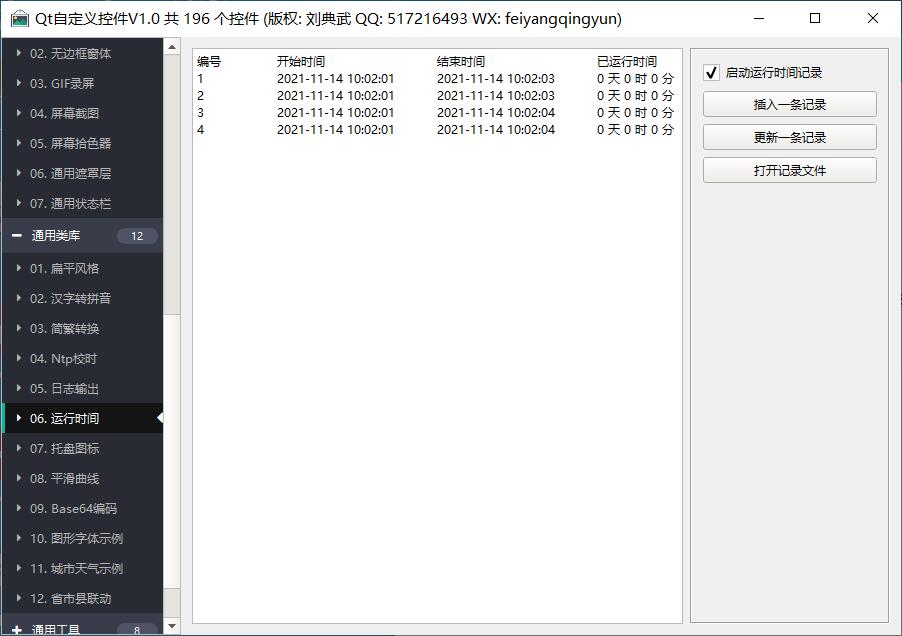 Qt自定义控件V1.0 共 196 个控件 (版权: 刘典武 QQ: 517216493 WX: feiyangqingyun)
02. 无边框窗体
03. GIF录屏
04. 屏幕截图
05. 屏幕拾色器
06. 通用遮罩层
07. 通用状态栏
通用类库 12
01. 扁平风格
02. 汉字转拼音
03. 简繁转换
04. Ntp校时
05. 日志输出
06. 运行时间
07. 托盘图标
08. 平滑曲线
09. Base64编码
10. 图形字体示例
11. 城市天气示例
12. 省市县联动
通用工具 8
编号 开始时间 结束时间 已运行时间
1 2021-11-14 10:02:01 2021-11-14 10:02:03 0 天 0 时 0 分
2 2021-11-14 10:02:01 2021-11-14 10:02:03 0 天 0 时 0 分
3 2021-11-14 10:02:01 2021-11-14 10:02:04 0 天 0 时 0 分
4 2021-11-14 10:02:01 2021-11-14 10:02:04 0 天 0 时 0 分
启动运行时间记录
插入一条记录
更新一条记录
打开记录文件